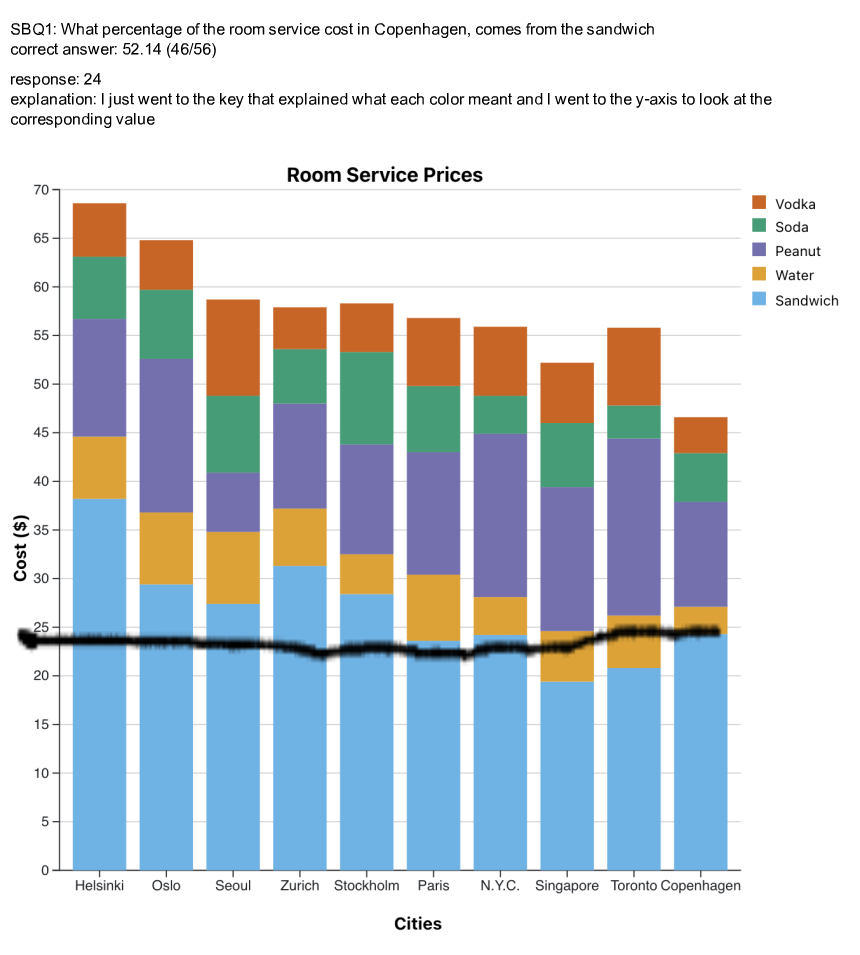 SBQ1: What percentage of the room service cost in Copenhagen, comes from the sandwich
correct answer: 52.14 (46/56)
response: 24
explanation: I just went to the key that explained what each color meant and I went to the y-axis to look at the
corresponding value
Room Service Prices
Vodka
Soda
Peanut
Water
Sandwich
70
65
60
55
50
45
40
35
30
25
20
15
10
5
0
Cost ($)
Helsinki Oslo Seoul Zurich Stockholm Paris N.Y.C. Singapore Toronto Copenhagen
Cities